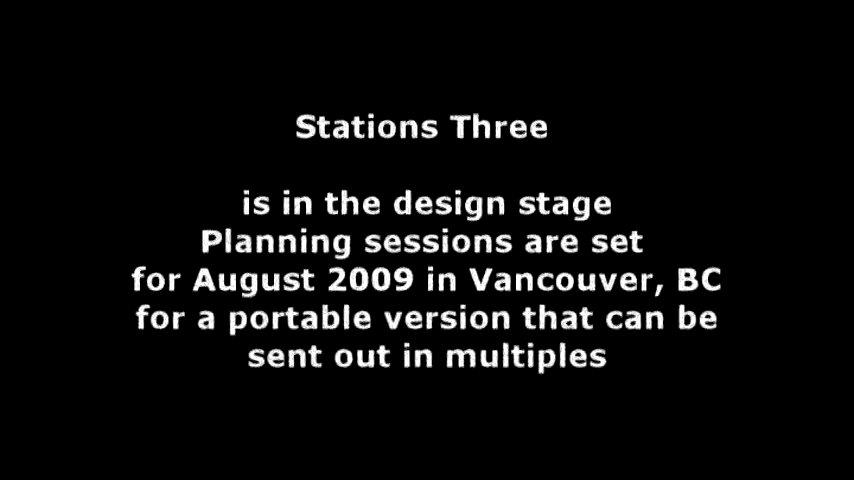 Stations Three
is in the design stage
Planning sessions are set
for August 2009 in Vancouver, BC
for a portable version that can be
sent out in multiples